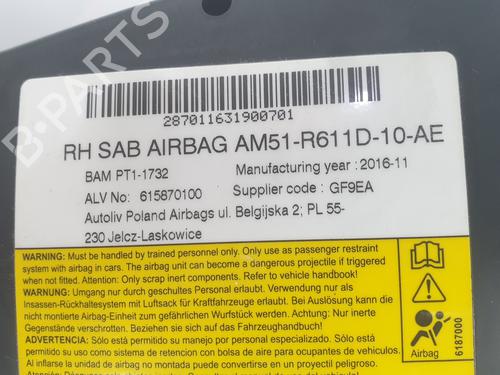 B-PARTS
287011631900701
RH SAB AIRBAG AM51-R611D-10-AE
BAM PT1-1732
Manufacturing year : 2016-11
ALV No: 615870100
Supplier code : GF9EA
Autoliv Poland Airbags ul. Belgijska 2; PL 55-
230 Jelcz-Laskowice
WARNING: Must be handled by trained personnel only. Only use as passenger restraint
system with airbag in cars. The airbag unit can become a dangerous projectile if triggered
when not fitted. Attention: Only scrap inert components. Refer to vehicle handbook!
WARNUNG: Umgang nur durch geschultes Personal erlaubt. Verwendung nur als
Insassen-Rückhaltesystem mit Luftsack für Kraftfahrzeuge erlaubt. Bei Auslösung kann die
nicht montierte Airbag-Einheit zum gefährlichen Wurfstück werden. Achtung: Nur inerte
Gegenstände verschrotten. Beziehen sie sich auf das Fahrzeughandbuch!
ADVERTENCIA: Sólo está permitido su manejo por personal especializado. Sólo está
permitido su uso como sistema de retencion con bolsa de aire para ocupantes de automóviles.
Al inflarse la unidad de airbag no montada puede convertirse en un proyectil peligroso.
Airbag
6187000